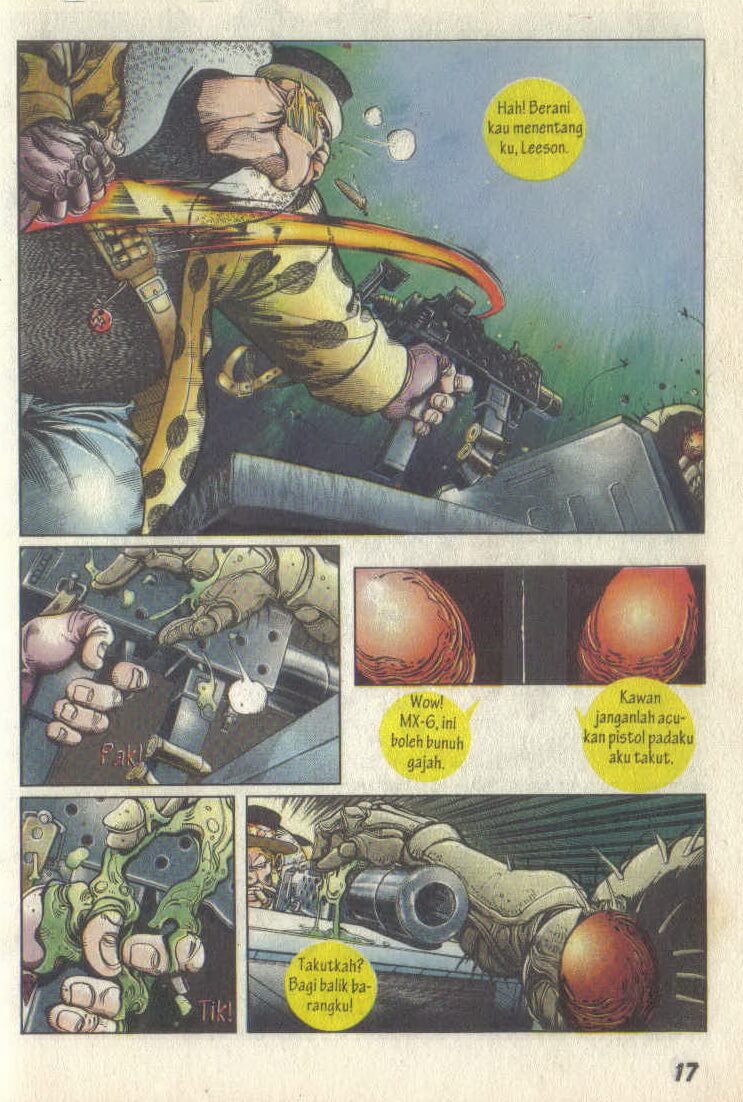 Hah! Berani
kau menentang
ku, Leeson.
Wow!
MX-6, ini
boleh bunuh
gajah.
Kawan
janganlah acu-
kan pistol padaku
aku takut.
Pak!
Tik!
Takutkah?
Bagi balik ba-
rangku!
17